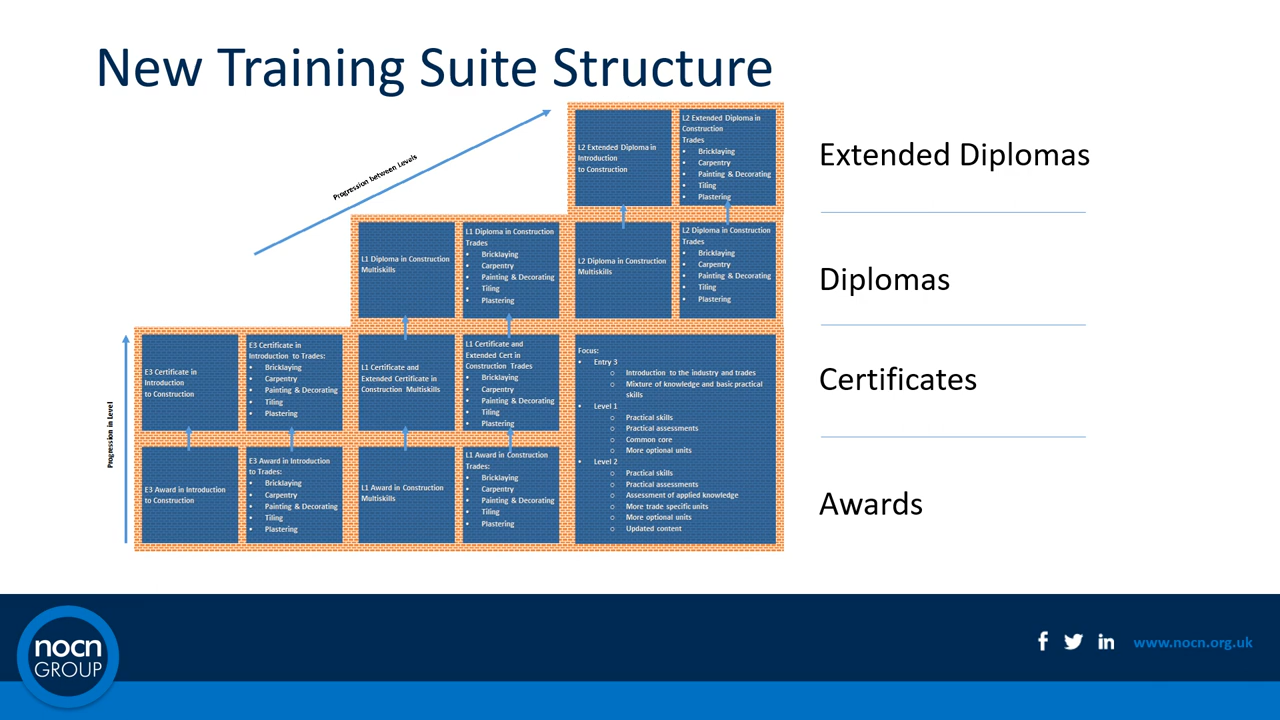 New Training Suite Structure
Progression between Levels
L2 Extended Diploma in
Introduction
to Construction
L2 Extended Diploma in
Construction
Trades
• Bricklaying
• Carpentry
• Painting & Decorating
• Tiling
• Plastering
Extended Diplomas
L1 Diploma in Construction
Multiskills
L1 Diploma in Construction
Trades
• Bricklaying
• Carpentry
• Painting & Decorating
• Tiling
• Plastering
L2 Diploma in Construction
Multiskills
L2 Diploma in Construction
Trades
• Bricklaying
• Carpentry
• Painting & Decorating
• Tiling
• Plastering
Diplomas
Progression in Level
E3 Certificate in
Introduction
to Construction
E3 Certificate in
Introduction to Trades:
• Bricklaying
• Carpentry
• Painting & Decorating
• Tiling
• Plastering
L1 Certificate and
Extended Certificate in
Construction Multiskills
L1 Certificate and
Extended Cert in
Construction Trades
• Bricklaying
• Carpentry
• Painting & Decorating
• Tiling
• Plastering
Certificates
E3 Award in Introduction
to Construction
E3 Award in Introduction
to Trades:
• Bricklaying
• Carpentry
• Painting & Decorating
• Tiling
• Plastering
L1 Award in Construction
Multiskills
L1 Award in Construction
Trades:
• Bricklaying
• Carpentry
• Painting & Decorating
• Tiling
• Plastering
Focus:
• Entry 3
o Introduction to the industry and trades
o Mixture of knowledge and basic practical
skills
• Level 1
o Practical skills
o Practical assessments
o Common core
o More optional units
• Level 2
o Practical skills
o Practical assessments
o Assessment of applied knowledge
o More trade specific units
o More optional units
o Updated content
Awards
nocn
GROUP
www.nocn.org.uk